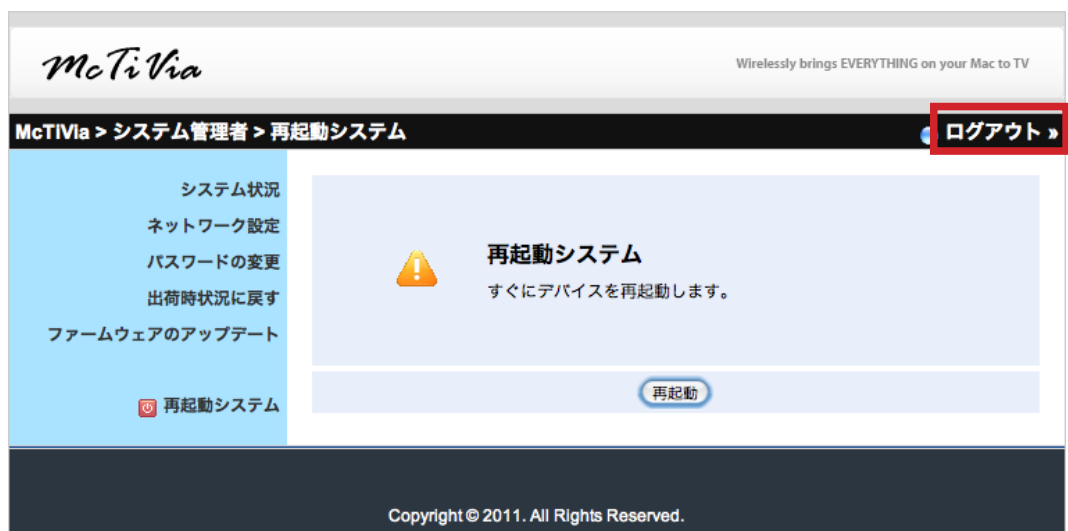 McTiVia
Wirelessly brings EVERYTHING on your Mac to TV
McTiVia > システム管理者 > 再起動システム
ログアウト »
システム状況
ネットワーク設定
パスワードの変更
出荷時状況に戻す
ファームウェアのアップデート
再起動システム
再起動システム
すぐにデバイスを再起動します。
再起動
Copyright © 2011. All Rights Reserved.